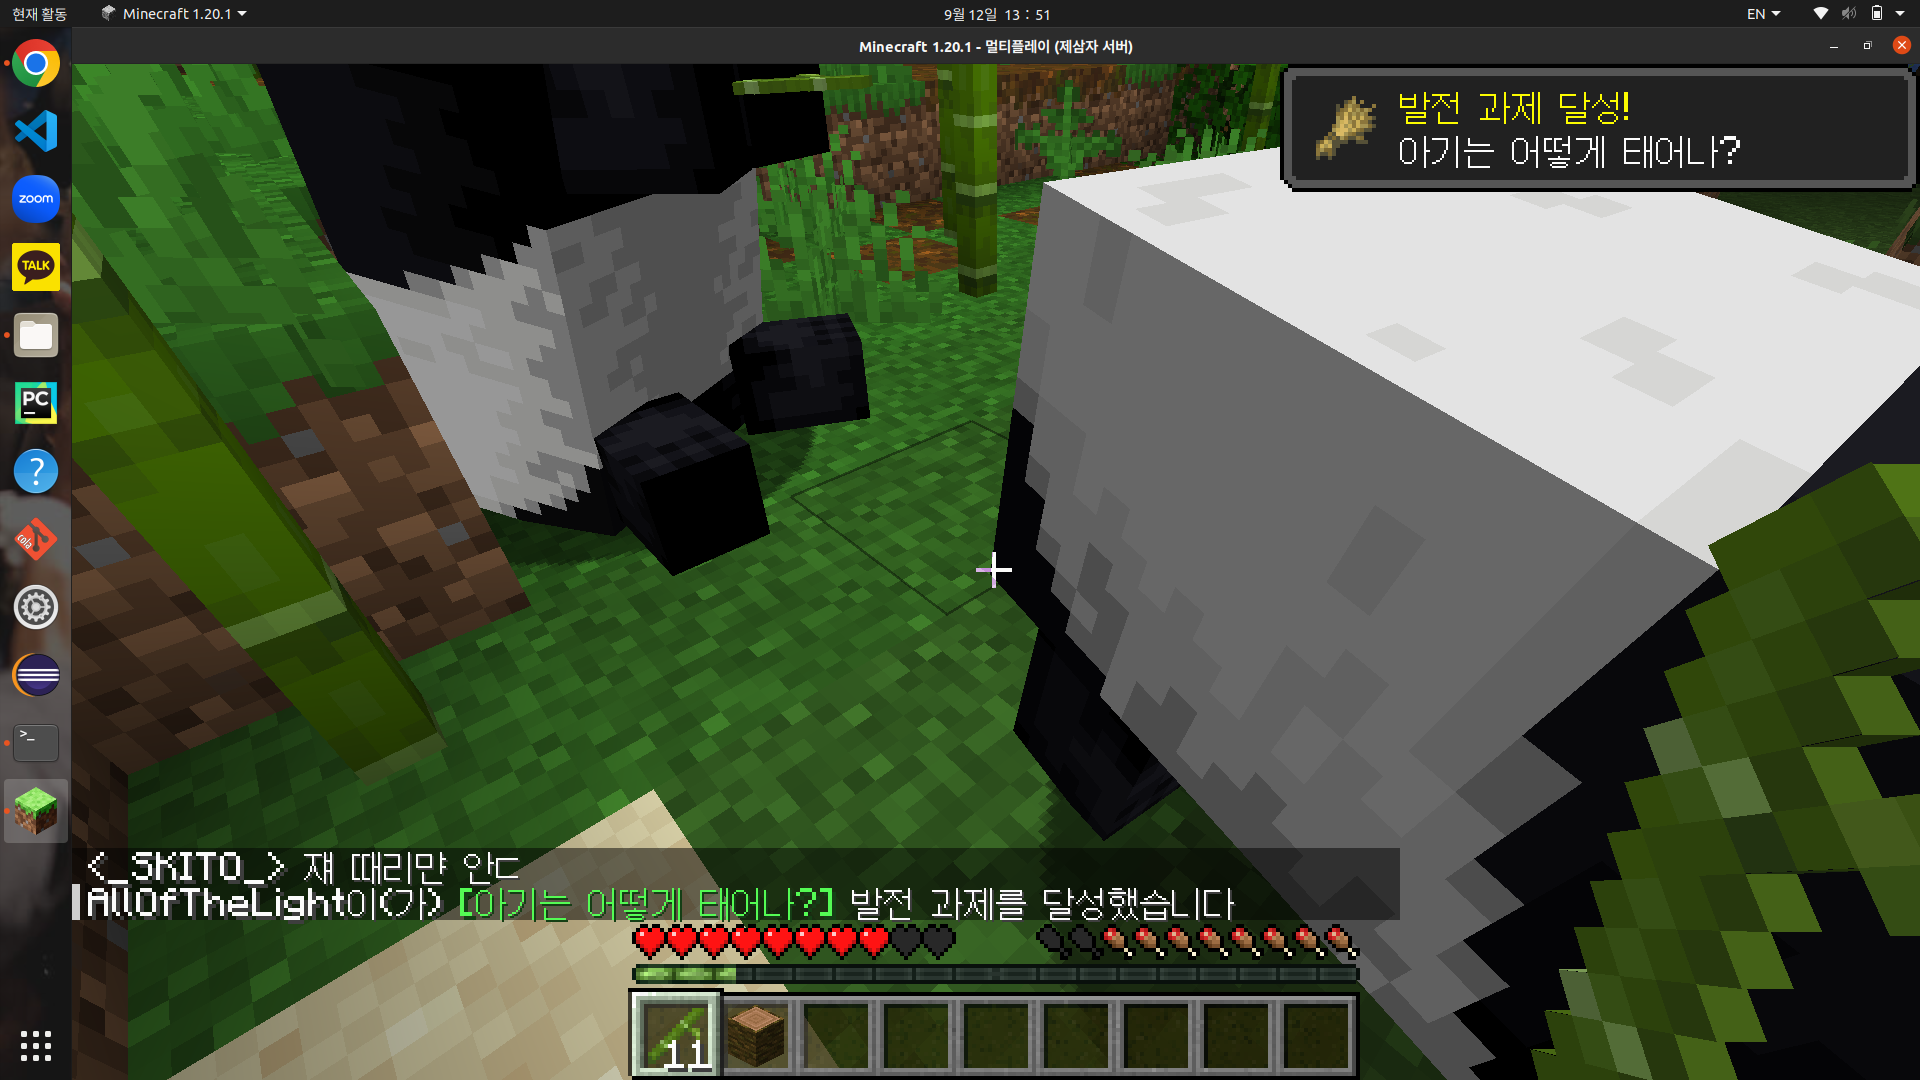 현재 활동
Minecraft 1.20.1
9월 12일 13 : 51
EN
Minecraft 1.20.1 - 멀티플레이 (제삼자 서버)
zoom
TALK
PC
?
cola
>_
발전 과제 달성!
아기는 어떻게 태어나?
<_SKITO_> 쟤 때리먄 안ㄷ
AllOfTheLight이(가) [아기는 어떻게 태어나?] 발전 과제를 달성했습니다
11